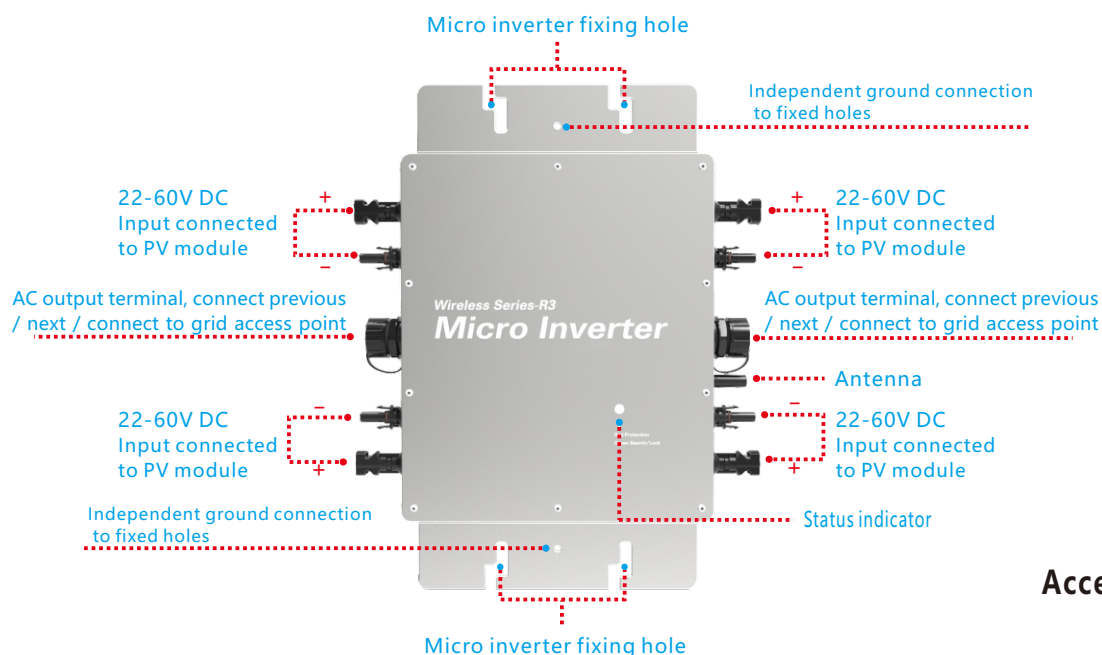 Micro inverter fixing hole
Independent ground connection
to fixed holes
22-60V DC
Input connected
to PV module
+
−
22-60V DC
Input connected
to PV module
+
−
AC output terminal, connect previous
/ next / connect to grid access point
Wireless Series-R3
Micro Inverter
AC output terminal, connect previous
/ next / connect to grid access point
Antenna
22-60V DC
Input connected
to PV module
−
+
Protection
Search/Lock
22-60V DC
Input connected
to PV module
−
+
Independent ground connection
to fixed holes
Status indicator
Acce
Micro inverter fixing hole